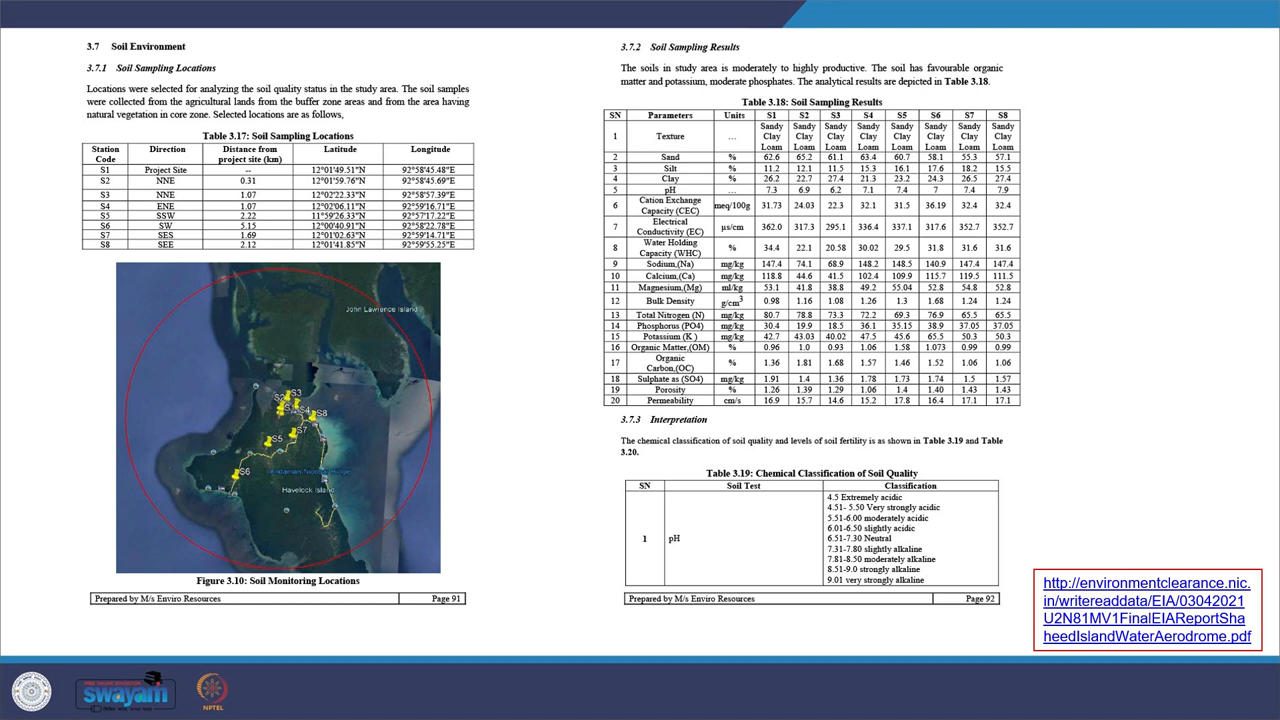 3.7 Soil Environment
3.7.1 Soil Sampling Locations
Locations were selected for analyzing the soil quality status in the study area. The soil samples
were collected from the agricultural lands from the buffer zone areas and from the area having
natural vegetation in core zone. Selected locations are as follows,
Table 3.17: Soil Sampling Locations
Station Code Direction Distance from project site (km) Latitude Longitude
S1 Project Site -- 12°01'49.51"N 92°58'45.48"E
S2 NNE 0.31 12°01'59.76"N 92°58'45.69"E
S3 NNE 1.07 12°02'22.33"N 92°58'57.39"E
S4 ENE 1.07 12°02'06.11"N 92°59'16.71"E
S5 SSW 2.22 11°59'26.33"N 92°57'17.22"E
S6 SW 5.15 12°00'40.91"N 92°58'22.78"E
S7 SES 1.69 12°01'02.63"N 92°59'14.71"E
S8 SEE 2.12 12°01'41.85"N 92°59'55.25"E
John Lawrence Island
S3
S4
S8
S7
S5
S6
Havelock Island
Figure 3.10: Soil Monitoring Locations
Prepared by M/s Enviro Resources Page 91
3.7.2 Soil Sampling Results
The soils in study area is moderately to highly productive. The soil has favourable organic
matter and potassium, moderate phosphates. The analytical results are depicted in Table 3.18.
Table 3.18: Soil Sampling Results
SN Parameters Units S1 S2 S3 S4 S5 S6 S7 S8
1 Texture ... Sandy Clay Loam Sandy Clay Loam Sandy Clay Loam Sandy Clay Loam Sandy Clay Loam Sandy Clay Loam Sandy Clay Loam Sandy Clay Loam
2 Sand % 62.6 65.2 61.1 63.4 60.7 58.1 55.3 57.1
3 Silt % 11.2 12.1 11.5 15.3 16.1 17.6 18.2 15.5
4 Clay % 26.2 22.7 27.4 21.3 23.2 24.3 26.5 27.4
5 pH ... 7.3 6.9 6.2 7.1 7.4 7 7.4 7.9
6 Cation Exchange Capacity (CEC) meq/100g 31.73 24.03 22.3 32.1 31.5 36.19 32.4 32.4
7 Electrical Conductivity (EC) µs/cm 362.0 317.3 295.1 336.4 337.1 317.6 352.7 352.7
8 Water Holding Capacity (WHC) % 34.4 22.1 20.58 30.02 29.5 31.8 31.6 31.6
9 Sodium,(Na) mg/kg 147.4 74.1 68.9 148.2 148.5 140.9 147.4 147.4
10 Calcium,(Ca) mg/kg 118.8 44.6 41.5 102.4 109.9 115.7 119.5 111.5
11 Magnesium,(Mg) ml/kg 53.1 41.8 38.8 49.2 55.04 52.8 54.8 52.8
12 Bulk Density g/cm³ 0.98 1.16 1.08 1.26 1.3 1.68 1.24 1.24
13 Total Nitrogen (N) mg/kg 80.7 78.8 73.3 72.2 69.3 76.9 65.5 65.5
14 Phosphorus (PO4) mg/kg 30.4 19.9 18.5 36.1 35.15 38.9 37.05 37.05
15 Potassium (K ) mg/kg 42.7 43.03 40.02 47.5 45.6 65.5 50.3 50.3
16 Organic Matter,(OM) % 0.96 1.0 0.93 1.06 1.58 1.073 0.99 0.99
17 Organic Carbon,(OC) % 1.36 1.81 1.68 1.57 1.46 1.52 1.06 1.06
18 Sulphate as (SO4) mg/kg 1.91 1.4 1.36 1.78 1.73 1.74 1.5 1.57
19 Porosity % 1.26 1.39 1.29 1.06 1.4 1.40 1.43 1.43
20 Permeability cm/s 16.9 15.7 14.6 15.2 17.8 16.4 17.1 17.1
3.7.3 Interpretation
The chemical classification of soil quality and levels of soil fertility is as shown in Table 3.19 and Table
3.20.
Table 3.19: Chemical Classification of Soil Quality
SN Soil Test Classification
1 pH
4.5 Extremely acidic
4.51- 5.50 Very strongly acidic
5.51-6.00 moderately acidic
6.01-6.50 slightly acidic
6.51-7.30 Neutral
7.31-7.80 slightly alkaline
7.81-8.50 moderately alkaline
8.51-9.0 strongly alkaline
9.01 very strongly alkaline
Prepared by M/s Enviro Resources Page 92
http://environmentclearance.nic.
in/writereaddata/EIA/03042021
U2N81MV1FinalEIAReportSha
heedIslandWaterAerodrome.pdf
swayam
NPTEL